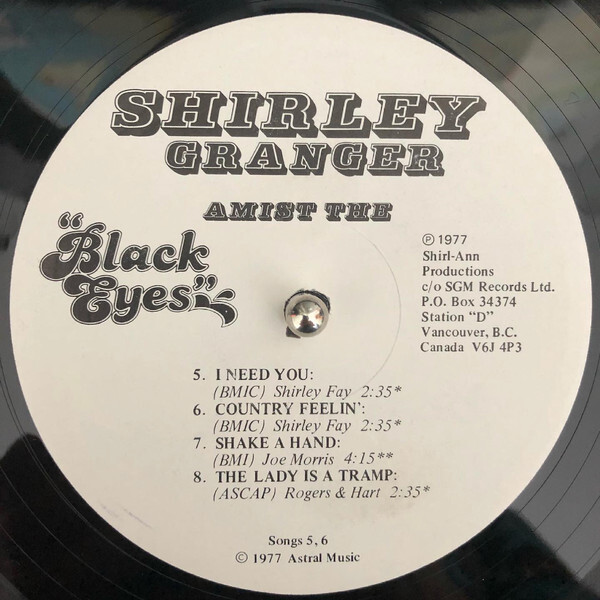 SHIRLEY
GRANGER
AMIST THE
"Black
Eyes"
℗ 1977
Shirl-Ann
Productions
c/o SGM Records Ltd.
P.O. Box 34374
Station "D"
Vancouver, B.C.
Canada V6J 4P3
5. I NEED YOU:
(BMIC) Shirley Fay 2:35*
6. COUNTRY FEELIN':
(BMIC) Shirley Fay 2:35*
7. SHAKE A HAND:
(BMI) Joe Morris 4:15**
8. THE LADY IS A TRAMP:
(ASCAP) Rogers & Hart 2:35*
Songs 5, 6
© 1977 Astral Music